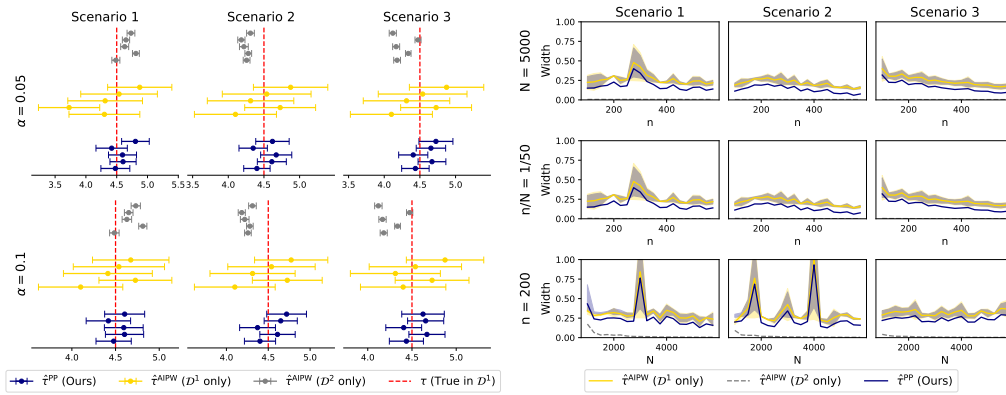 Scenario 1 Scenario 2 Scenario 3
α = 0.05
3.5 4.0 4.5 5.0 5.5 3.5 4.0 4.5 5.0 3.5 4.0 4.5 5.0
α = 0.1
4.0 4.5 5.0 4.0 4.5 5.0 4.0 4.5 5.0
τ̂ᴾᴾ (Ours) τ̂ᴬᴵᴾᵂ (𝒟¹ only) τ̂ᴬᴵᴾᵂ (𝒟² only) τ (True in 𝒟¹)
Scenario 1 Scenario 2 Scenario 3
N = 5000
Width
1.00
0.75
0.50
0.25
0.00
200 400 200 400 200 400
n n n
n/N = 1/50
Width
1.00
0.75
0.50
0.25
0.00
200 400 200 400 200 400
n n n
n = 200
Width
1.00
0.75
0.50
0.25
0.00
2000 4000 2000 4000 2000 4000
N N N
τ̂ᴬᴵᴾᵂ (𝒟¹ only) τ̂ᴬᴵᴾᵂ (𝒟² only) τ̂ᴾᴾ (Ours)